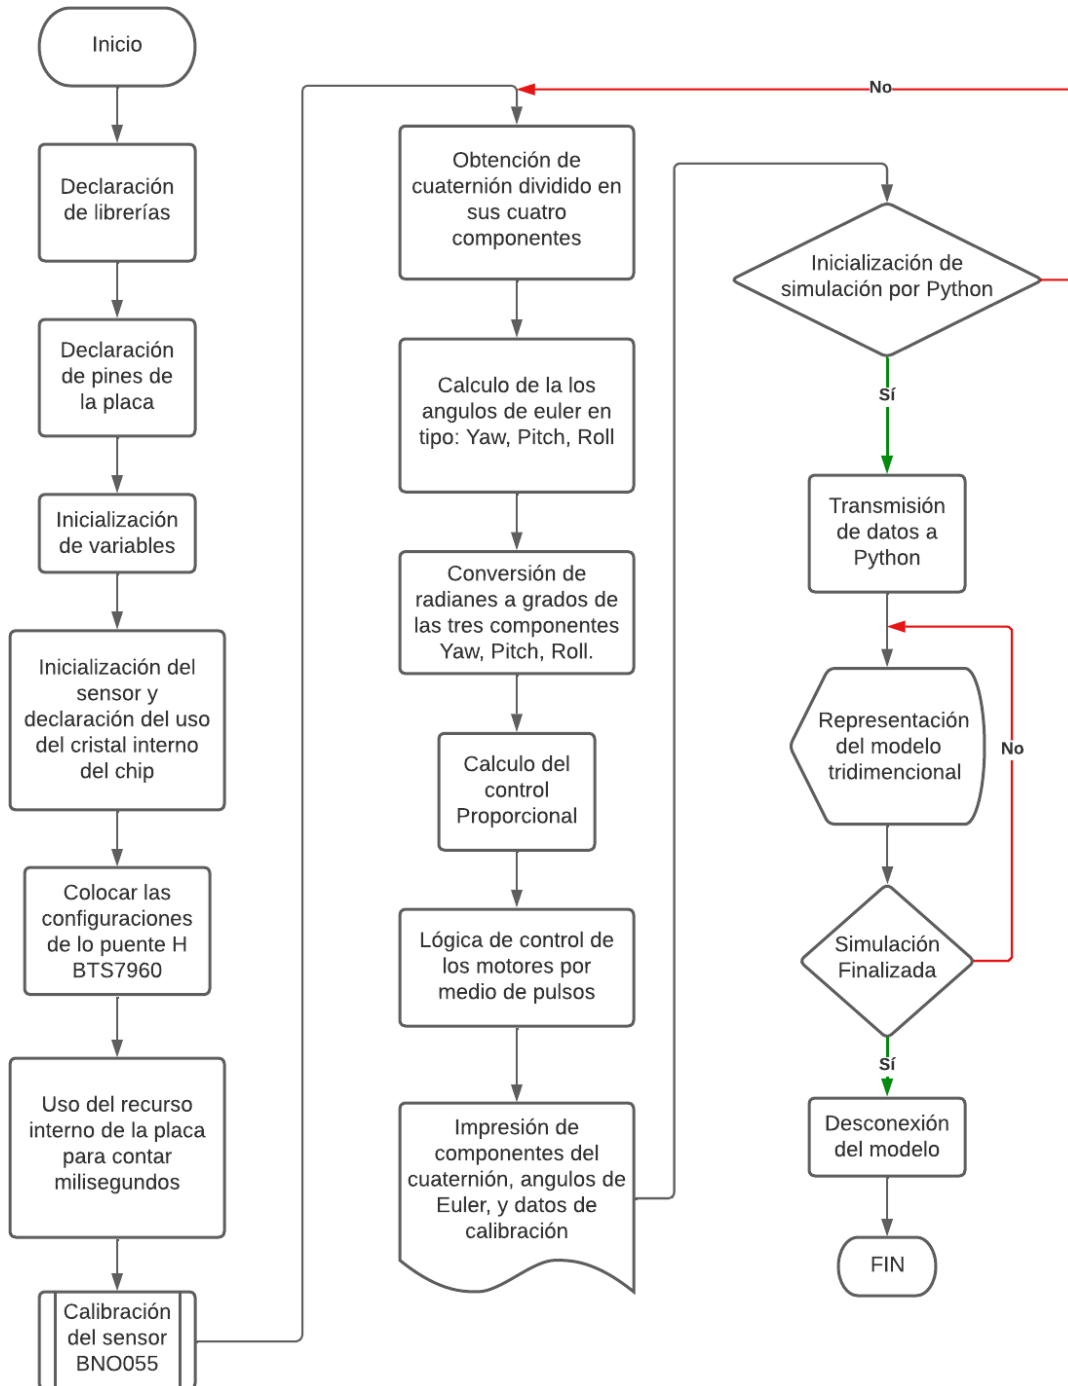 Inicio
Declaración
de librerías
Declaración
de pines de
la placa
Inicialización
de variables
Inicialización del
sensor y
declaración del uso
del cristal interno
del chip
Colocar las
configuraciones
de lo puente H
BTS7960
Uso del recurso
interno de la placa
para contar
milisegundos
Calibración
del sensor
BNO055
Obtención de
cuaternión dividido en
sus cuatro
componentes
Calculo de la los
angulos de euler en
tipo: Yaw, Pitch, Roll
Conversión de
radianes a grados de
las tres componentes
Yaw, Pitch, Roll.
Calculo del
control
Proporcional
Lógica de control de
los motores por
medio de pulsos
Impresión de
componentes del
cuaternión, angulos de
Euler, y datos de
calibración
No
Inicialización de
simulación por Python
Sí
Transmisión
de datos a
Python
Representación
del modelo
tridimencional
No
Simulación
Finalizada
Sí
Desconexión
del modelo
FIN